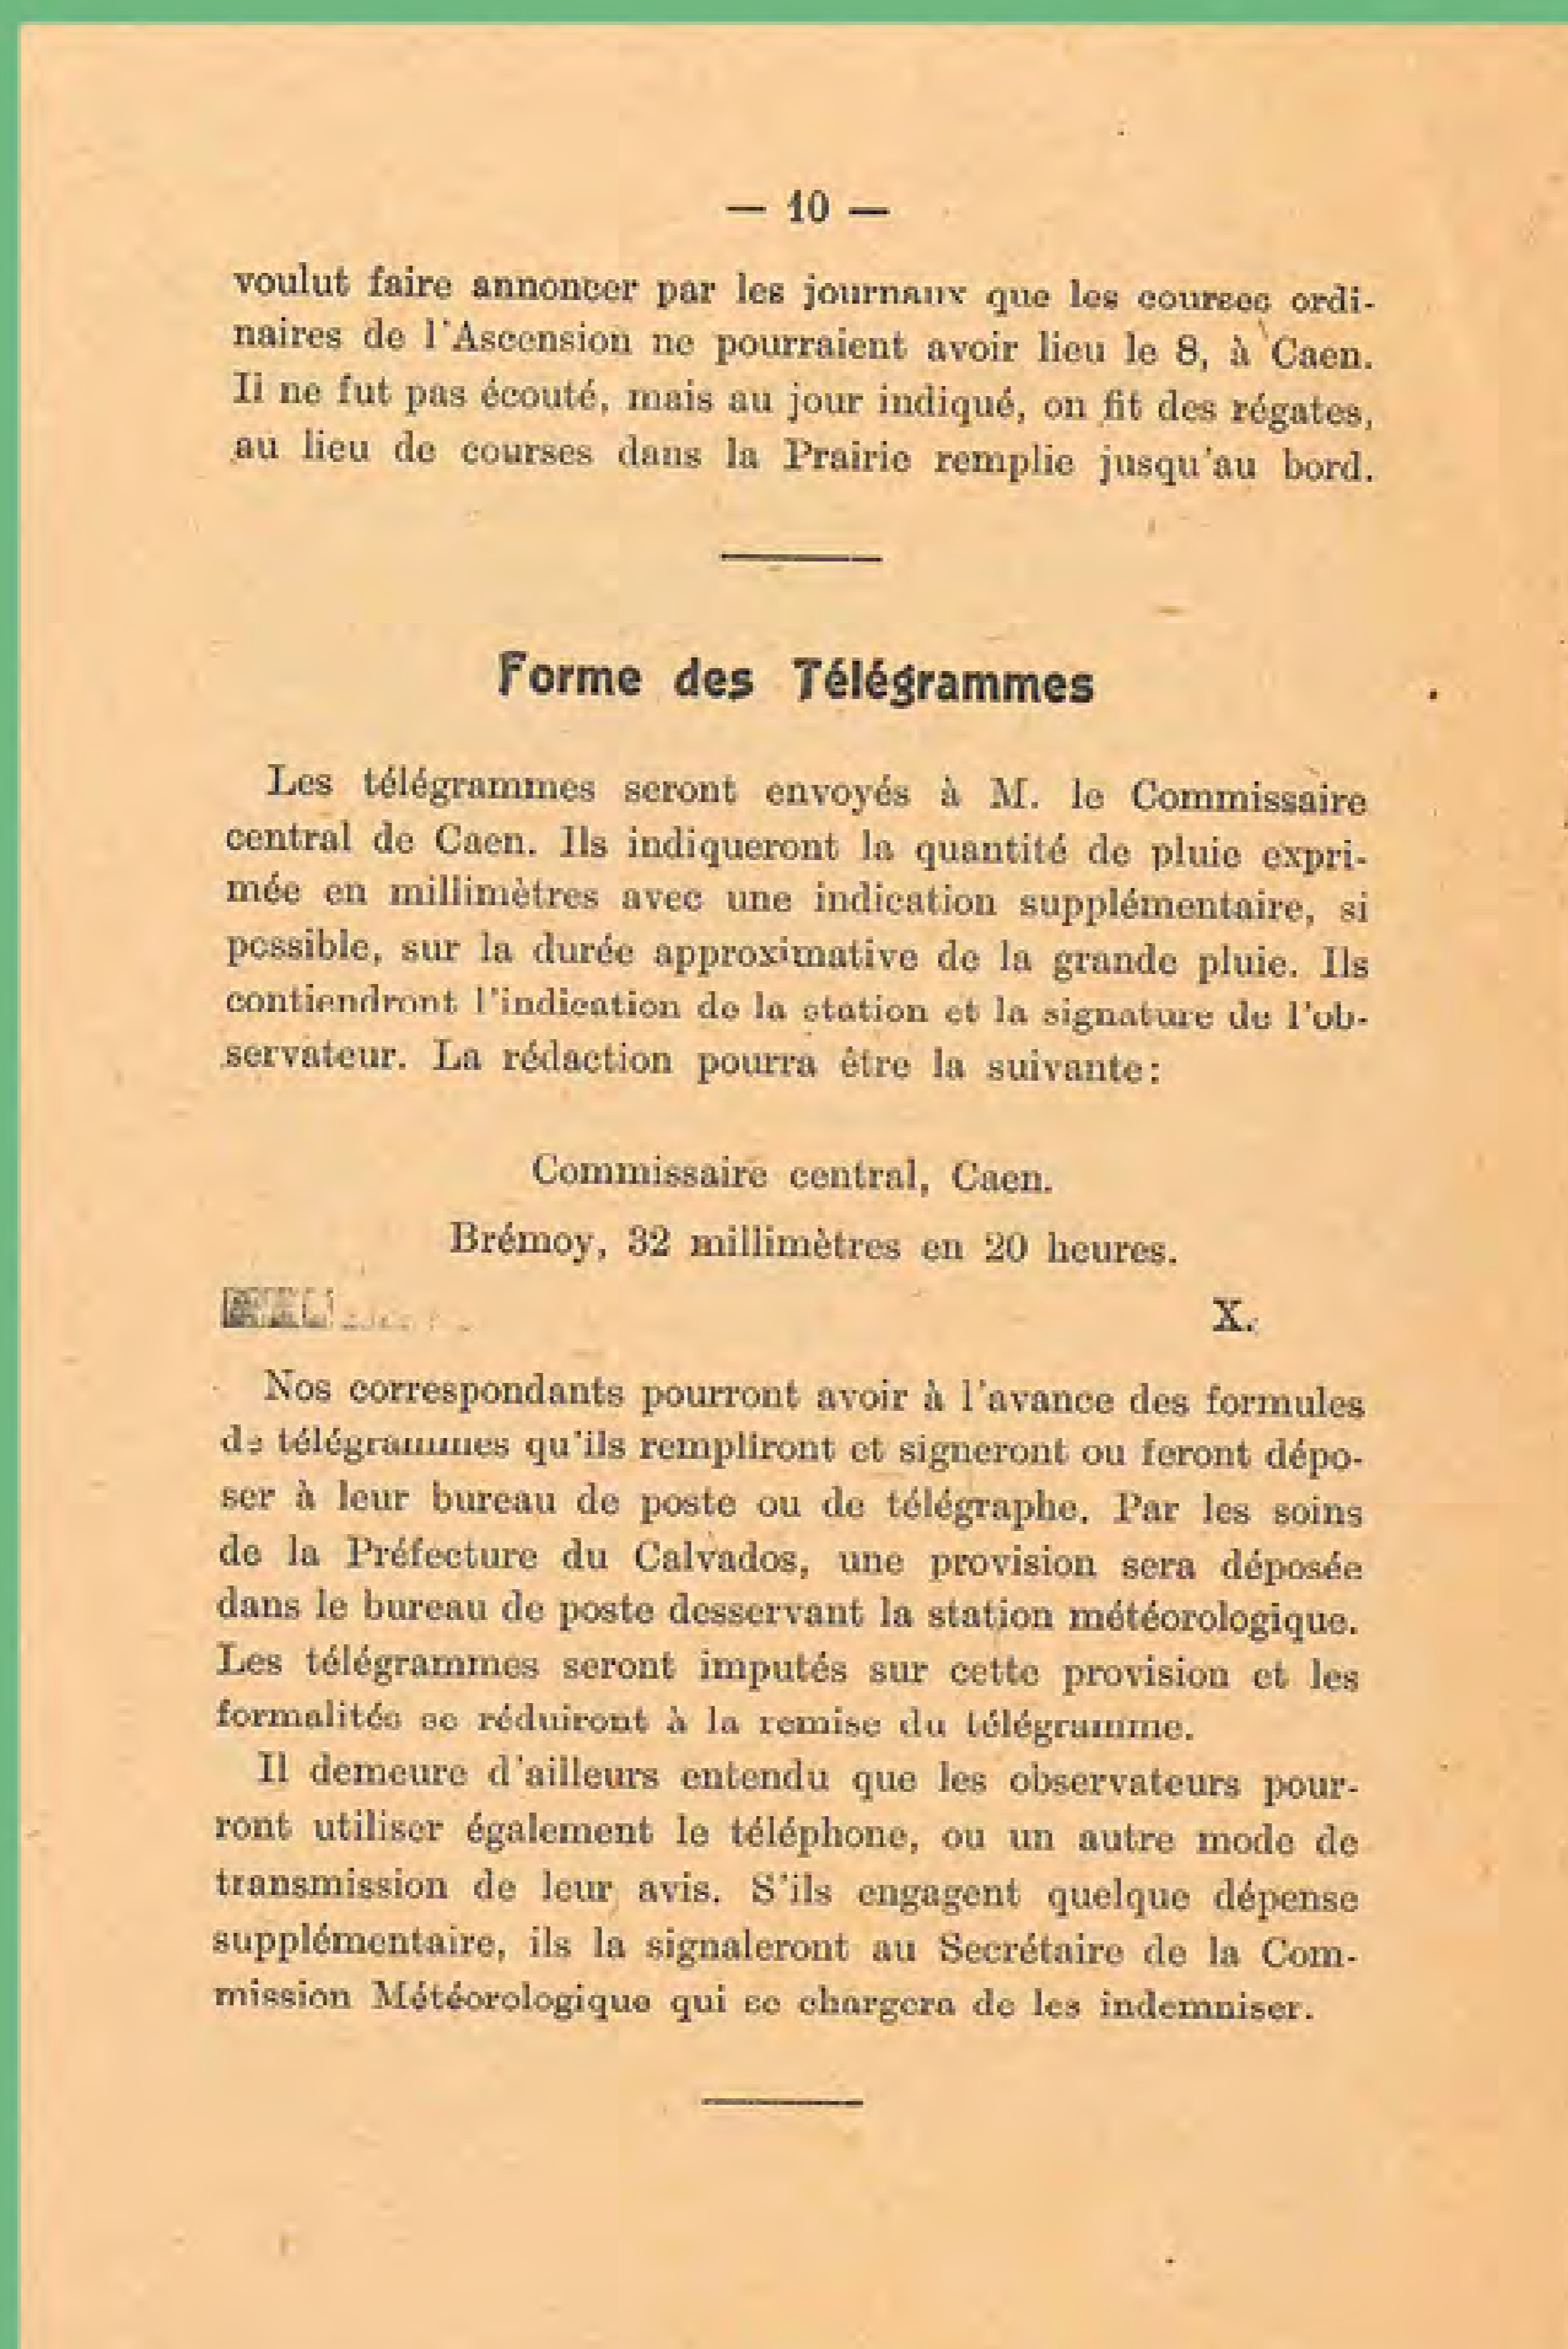 — 10 —
voulut faire annoncer par les journaux que les courses ordi-
naires de l'Ascension ne pourraient avoir lieu le 8, à Caen.
Ii ne fut pas écouté, mais au jour indiqué, on fit des régates,
au lieu de courses dans la Prairie remplie jusqu'au bord.
Forme des Télégrammes
Les télégrammes seront envoyés à M. le Commissaire
central de Caen. Ils indiqueront la quantité de pluie expri-
mée en millimètres avec une indication supplémentaire, si
possible, sur la durée approximative de la grande pluie. Ils
contiendront l'indication de la station et la signature de l'ob-
servateur. La rédaction pourra être la suivante:
Commissaire central, Caen.
Brémoy, 32 millimètres en 20 heures.
X.
Nos correspondants pourront avoir à l'avance des formules
de télégrammes qu'ils rempliront et signeront ou feront dépo-
ser à leur bureau de poste ou de télégraphe. Par les soins
de la Préfecture du Calvados, une provision sera déposée
dans le bureau de poste desservant la station météorologique.
Les télégrammes seront imputés sur cette provision et les
formalités se réduiront à la remise du télégramme.
Il demeure d'ailleurs entendu que les observateurs pour-
ront utiliser également le téléphone, ou un autre mode de
transmission de leur avis. S'ils engagent quelque dépense
supplémentaire, ils la signaleront au Secrétaire de la Com-
mission Météorologique qui se chargera de les indemniser.